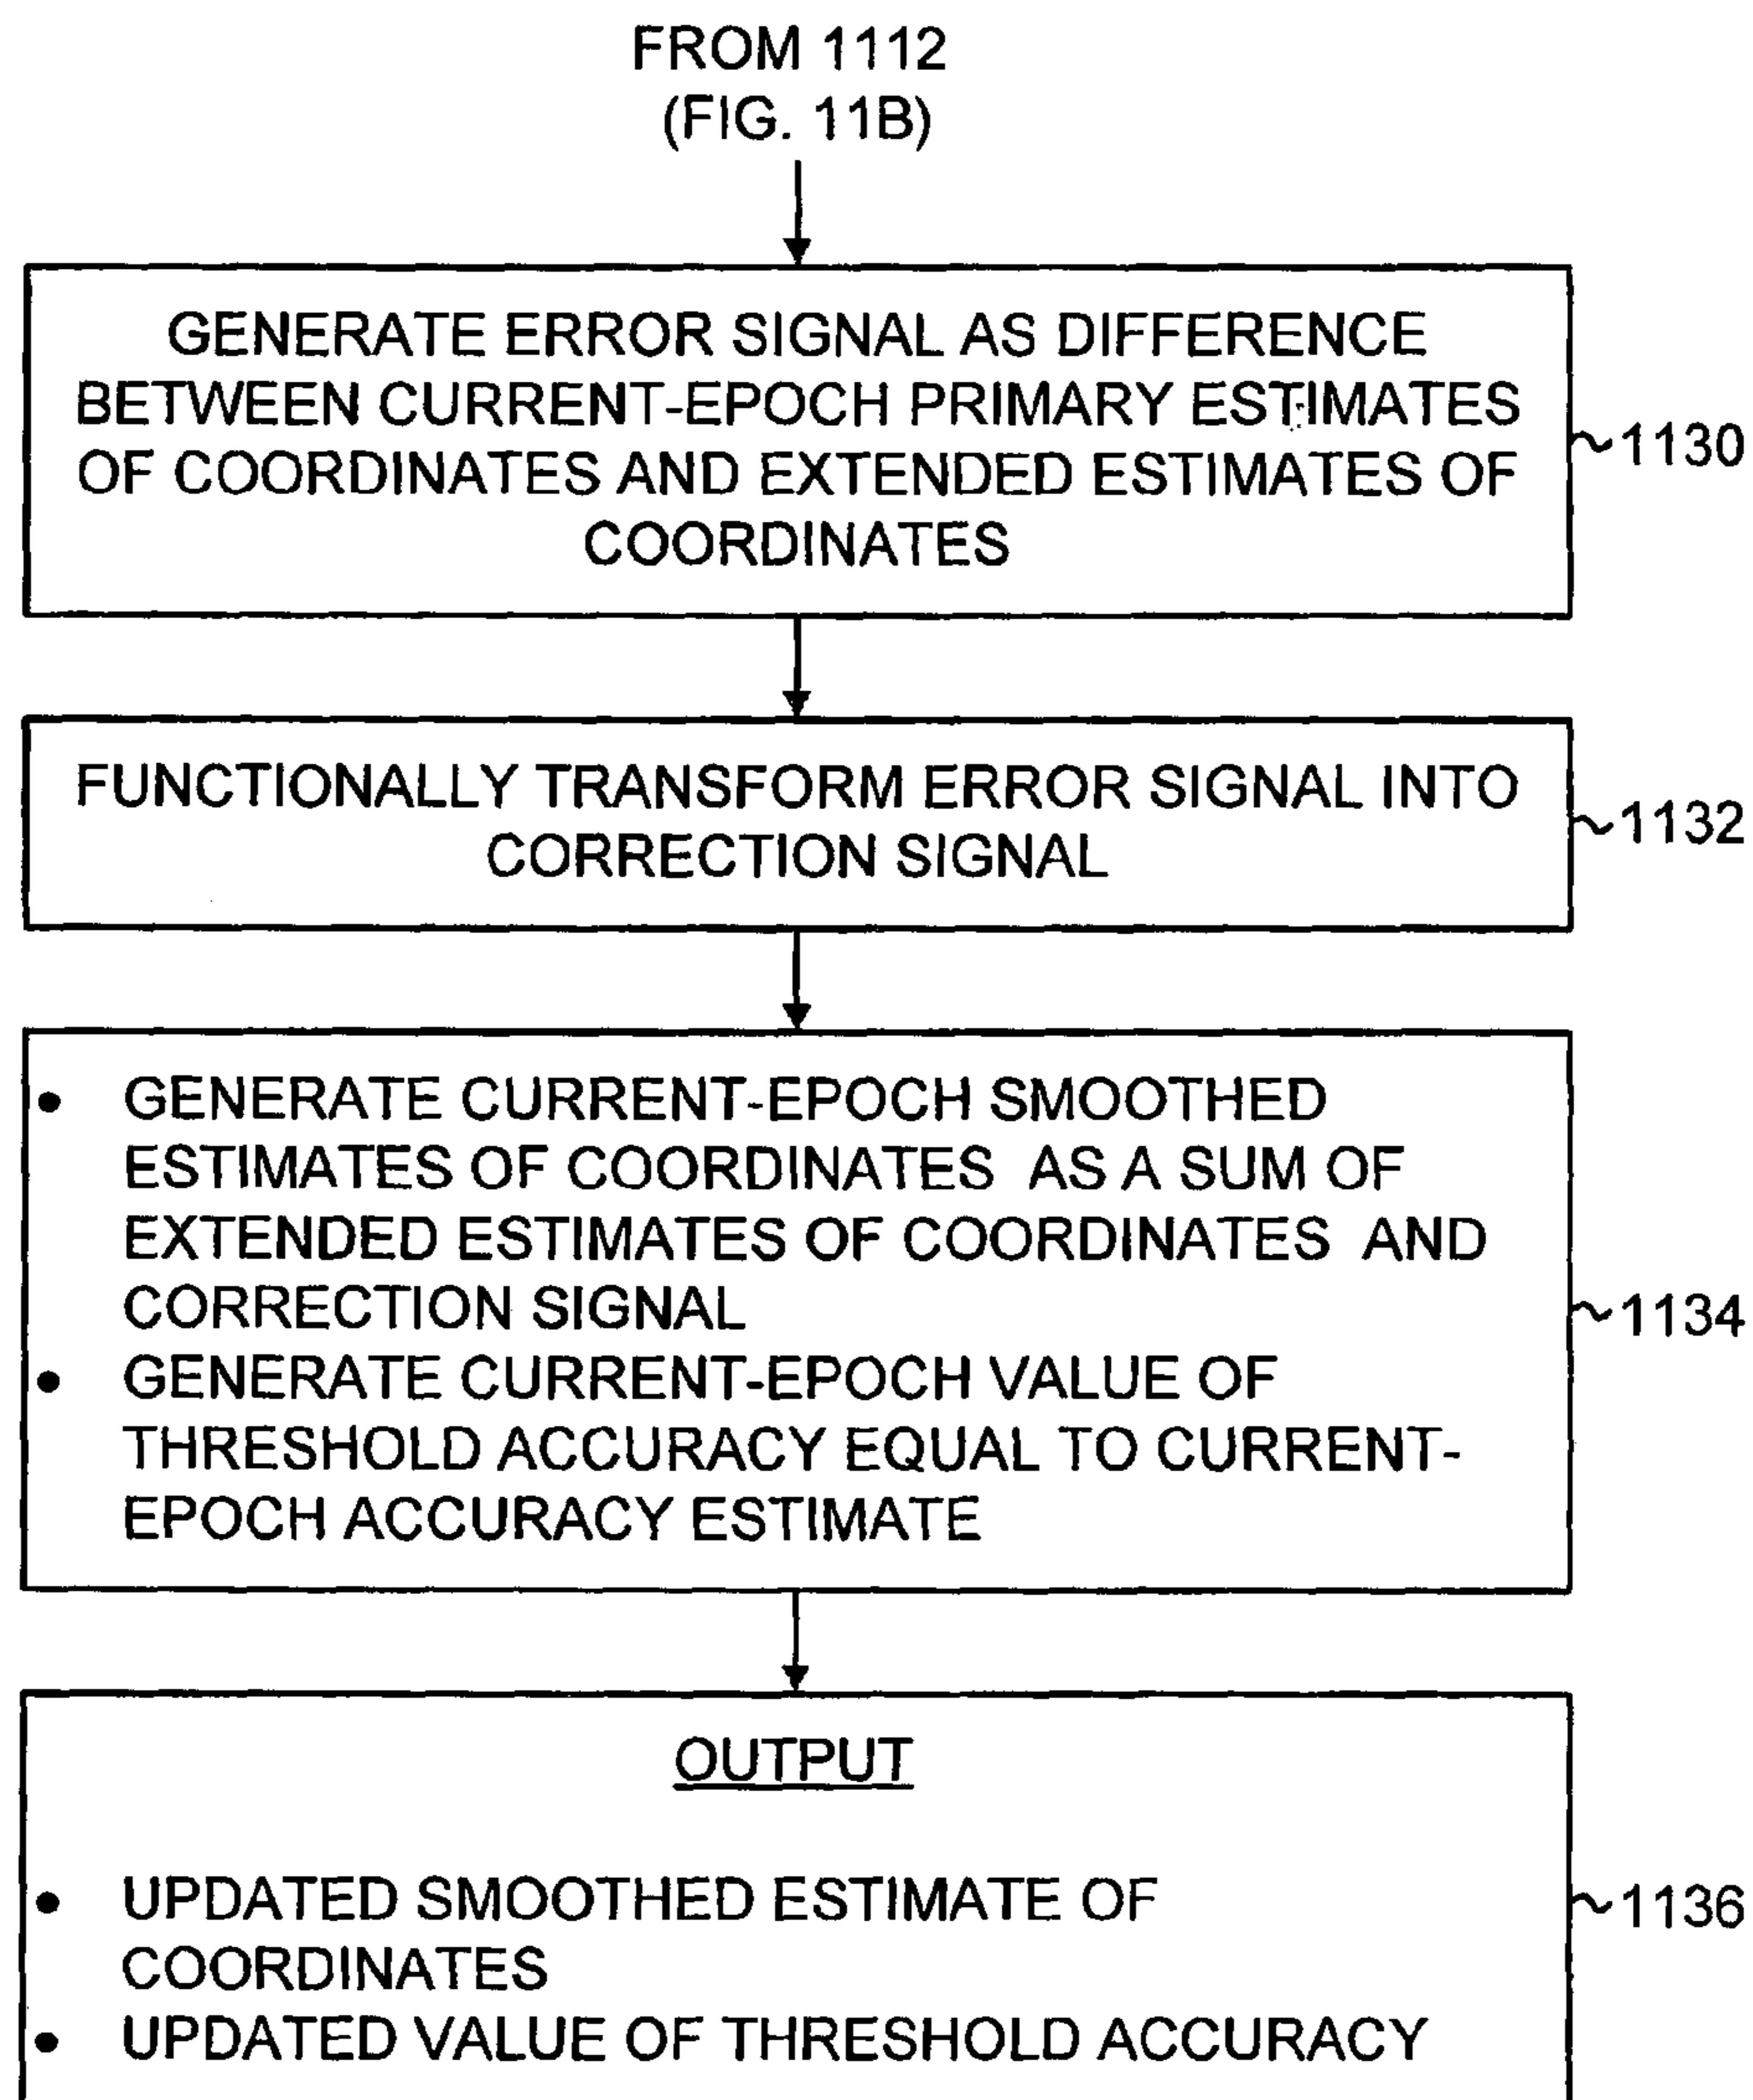 FROM 1112
(FIG. 11B)
GENERATE ERROR SIGNAL AS DIFFERENCE
BETWEEN CURRENT-EPOCH PRIMARY ESTIMATES
OF COORDINATES AND EXTENDED ESTIMATES OF
COORDINATES
1130
FUNCTIONALLY TRANSFORM ERROR SIGNAL INTO
CORRECTION SIGNAL
1132
• GENERATE CURRENT-EPOCH SMOOTHED
ESTIMATES OF COORDINATES AS A SUM OF
EXTENDED ESTIMATES OF COORDINATES AND
CORRECTION SIGNAL
• GENERATE CURRENT-EPOCH VALUE OF
THRESHOLD ACCURACY EQUAL TO CURRENT-
EPOCH ACCURACY ESTIMATE
1134
OUTPUT
• UPDATED SMOOTHED ESTIMATE OF
COORDINATES
• UPDATED VALUE OF THRESHOLD ACCURACY
1136